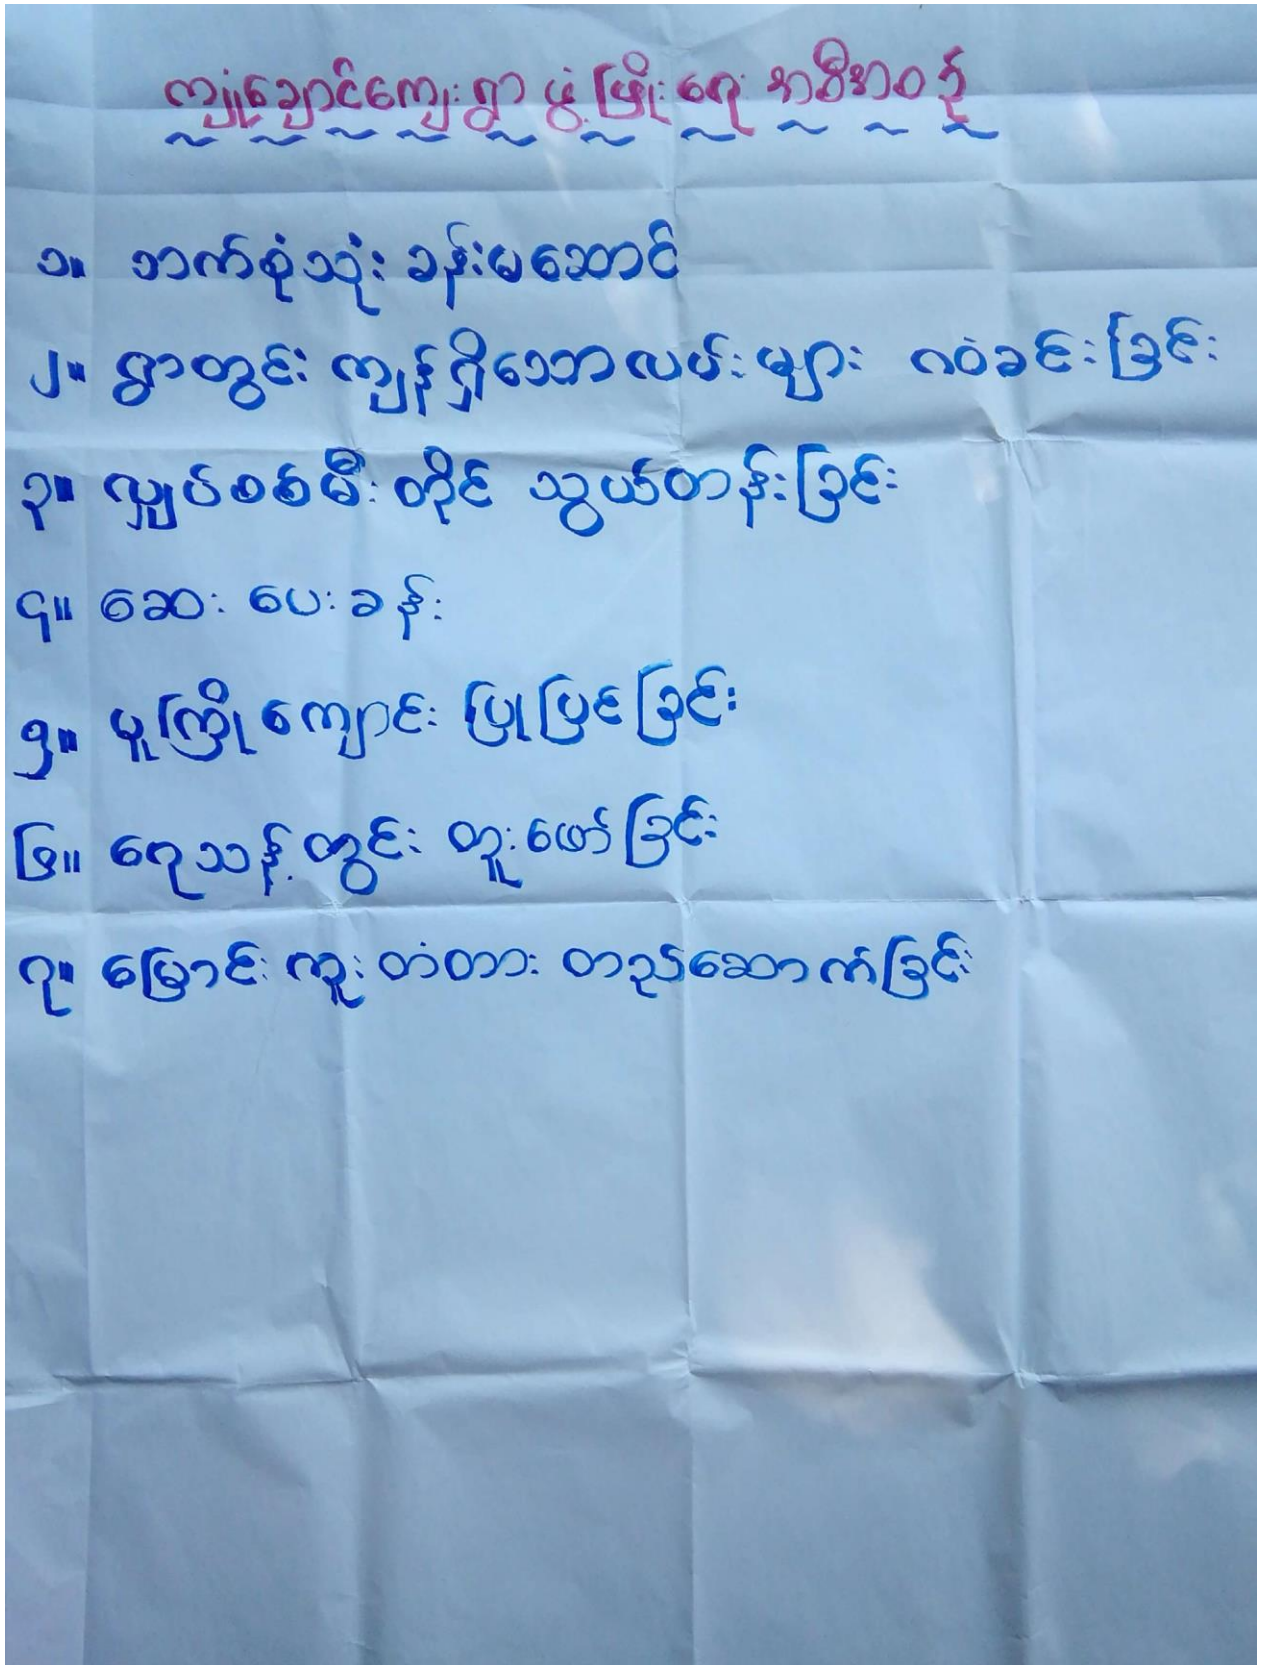 ကျုံချောင်ကျေးရွာ ဖွံ့ဖြိုးရေး အစီအစဉ်
၁။ ဘက်စုံသုံး ခန်းမဆောင်
၂။ ရွာတွင်း ကျန်ရှိသောလမ်းများ ဂဝံခင်းခြင်း
၃။ လျှပ်စစ်မီးတိုင် သွယ်တန်းခြင်း
၄။ ဆေးပေးခန်း
၅။ မူကြိုကျောင်း ပြုပြင်ခြင်း
၆။ ရေသန့်တွင်း တူးဖော်ခြင်း
၇။ မြောင်းကူးတံတား တည်ဆောက်ခြင်း